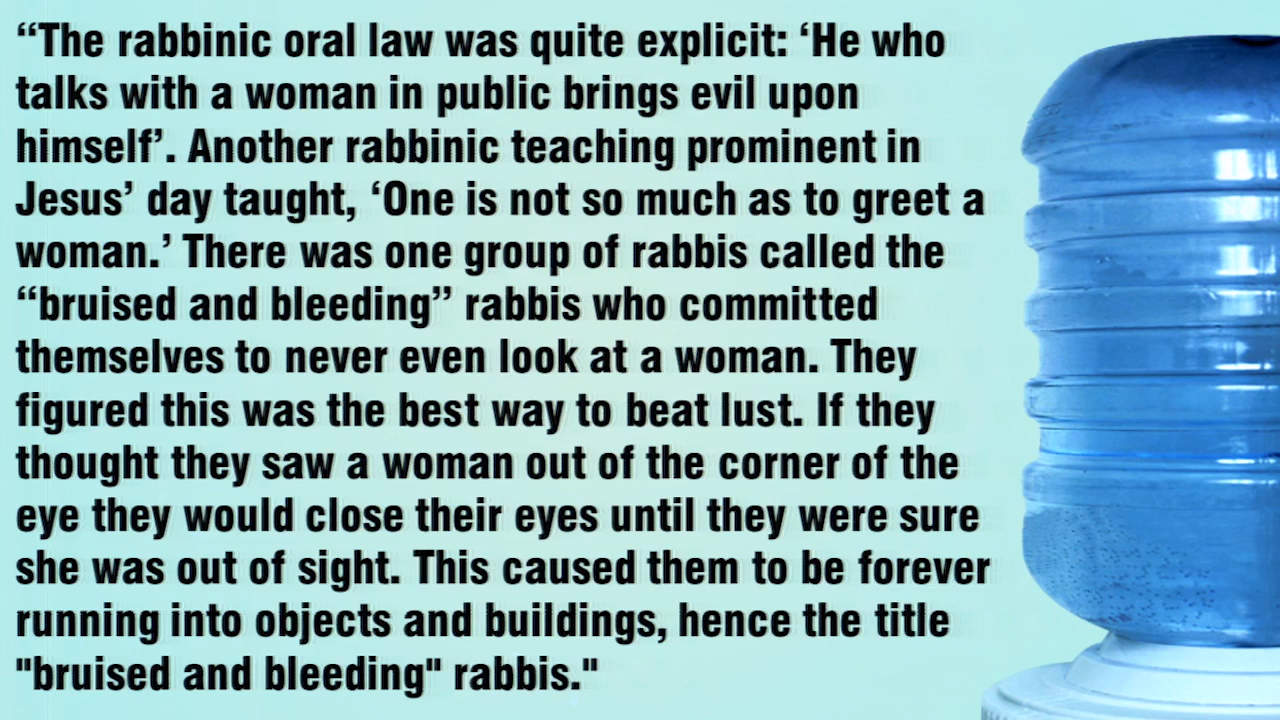 “The rabbinic oral law was quite explicit: ‘He who
talks with a woman in public brings evil upon
himself’. Another rabbinic teaching prominent in
Jesus’ day taught, ‘One is not so much as to greet a
woman.’ There was one group of rabbis called the
“bruised and bleeding” rabbis who committed
themselves to never even look at a woman. They
figured this was the best way to beat lust. If they
thought they saw a woman out of the corner of the
eye they would close their eyes until they were sure
she was out of sight. This caused them to be forever
running into objects and buildings, hence the title
"bruised and bleeding" rabbis."